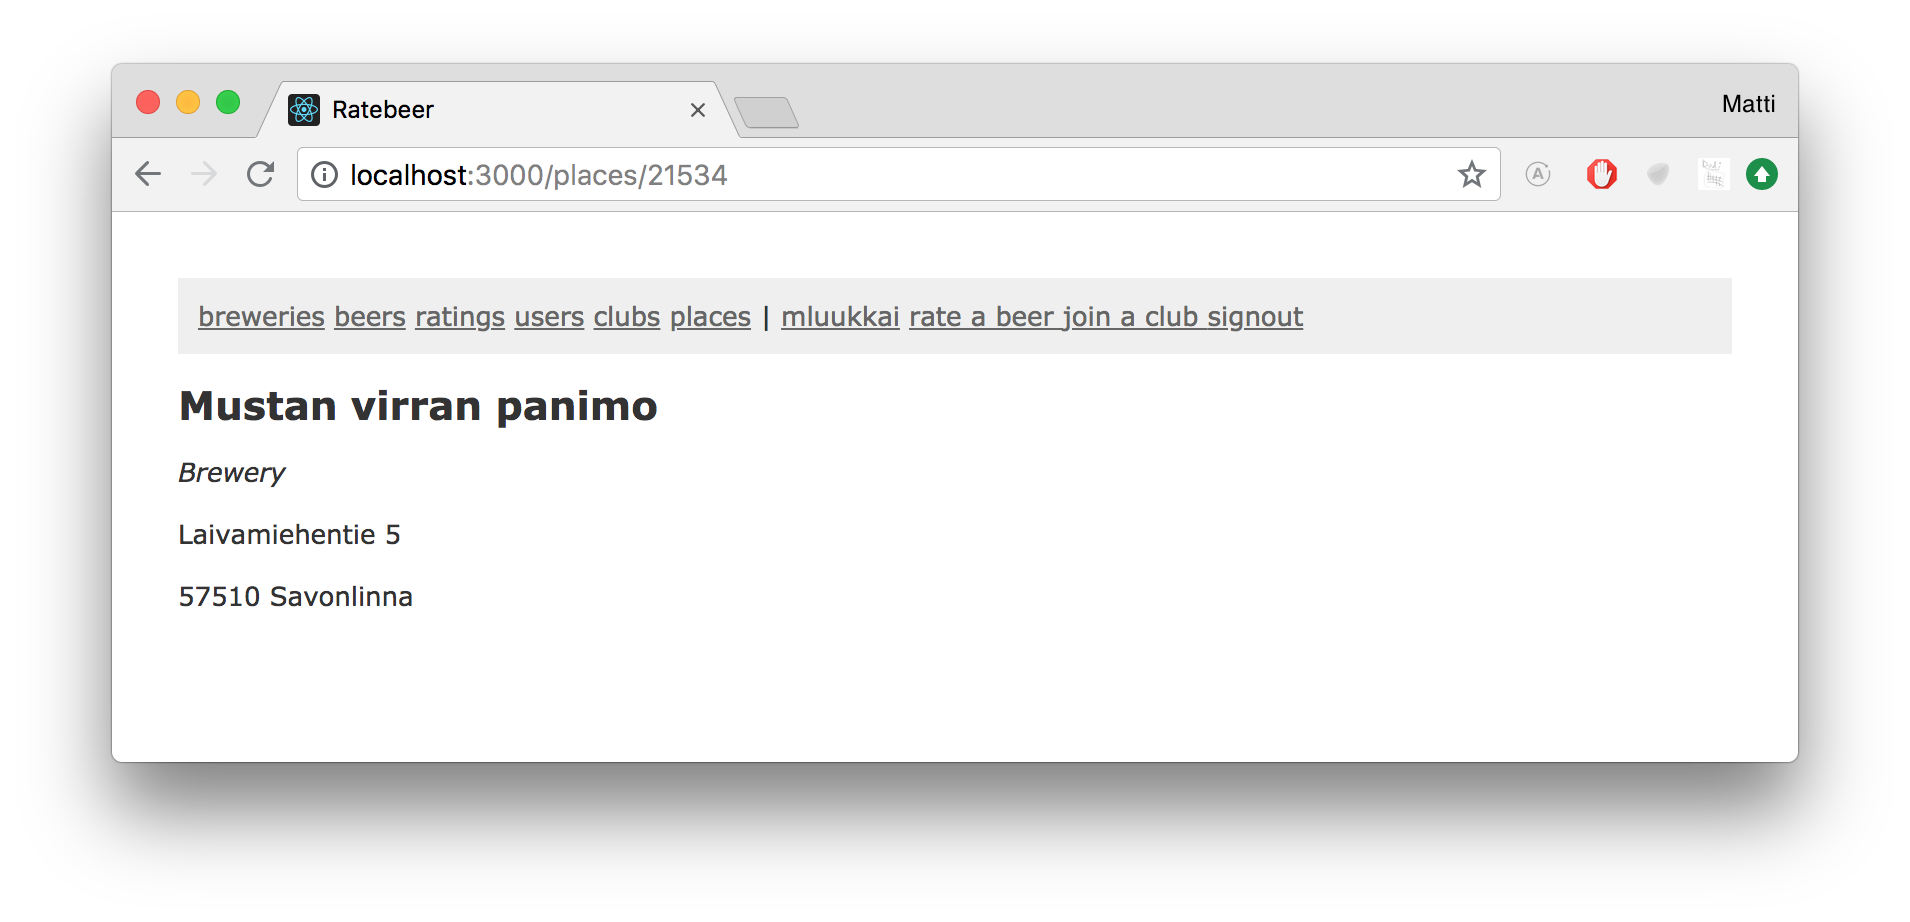 Ratebeer
Matti
localhost:3000/places/21534
breweries beers ratings users clubs places | mluukkai rate a beer join a club signout
Mustan virran panimo
Brewery
Laivamiehentie 5
57510 Savonlinna